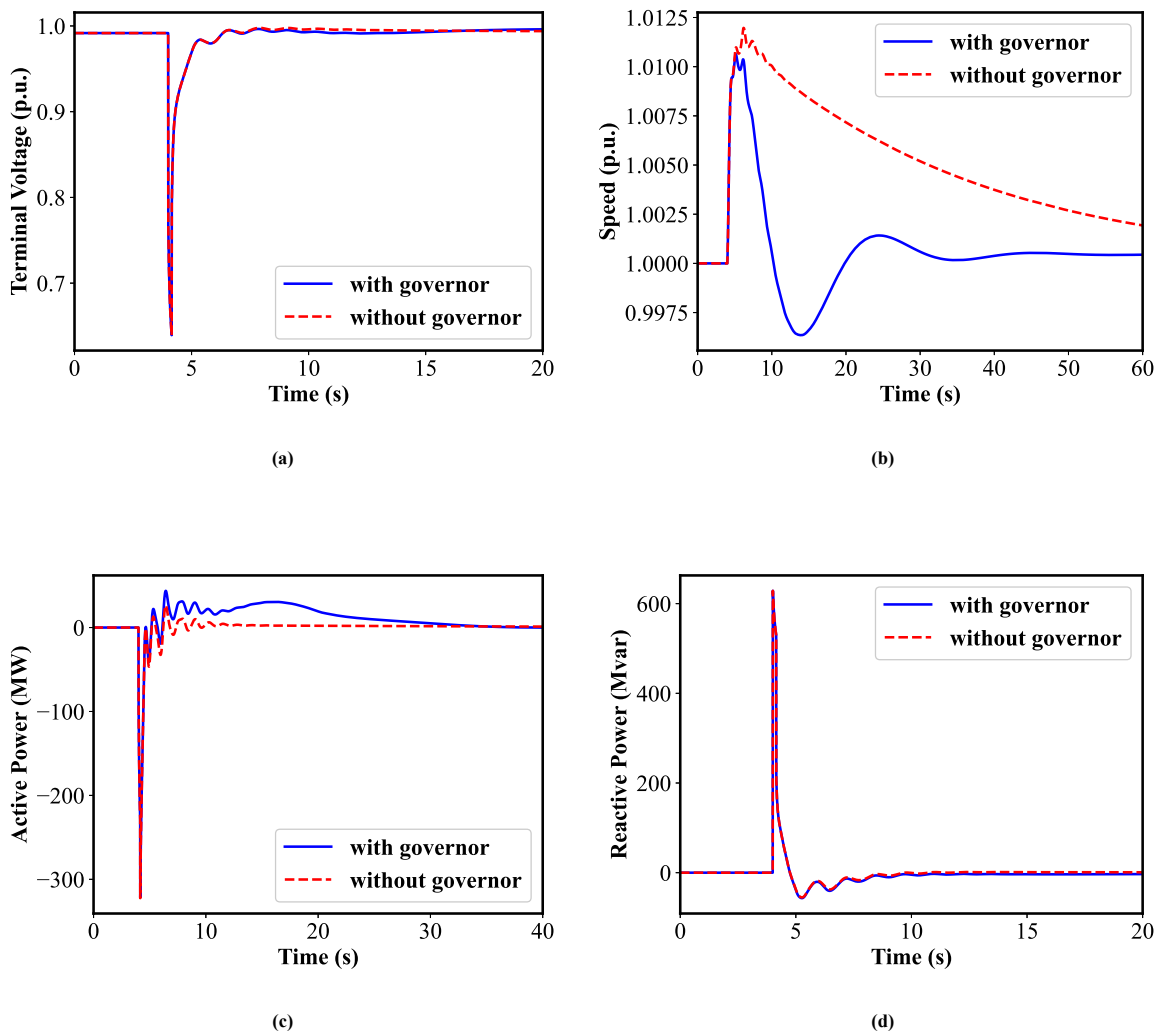 1.0
0.9
0.8
0.7
Terminal Voltage (p.u.)
with governor
without governor
0
5
10
15
20
Time (s)
(a)
1.0125
1.0100
1.0075
1.0050
1.0025
1.0000
0.9975
Speed (p.u.)
with governor
without governor
0
10
20
30
40
50
60
Time (s)
(b)
0
−100
−200
−300
Active Power (MW)
with governor
without governor
0
10
20
30
40
Time (s)
(c)
600
400
200
0
Reactive Power (Mvar)
with governor
without governor
0
5
10
15
20
Time (s)
(d)